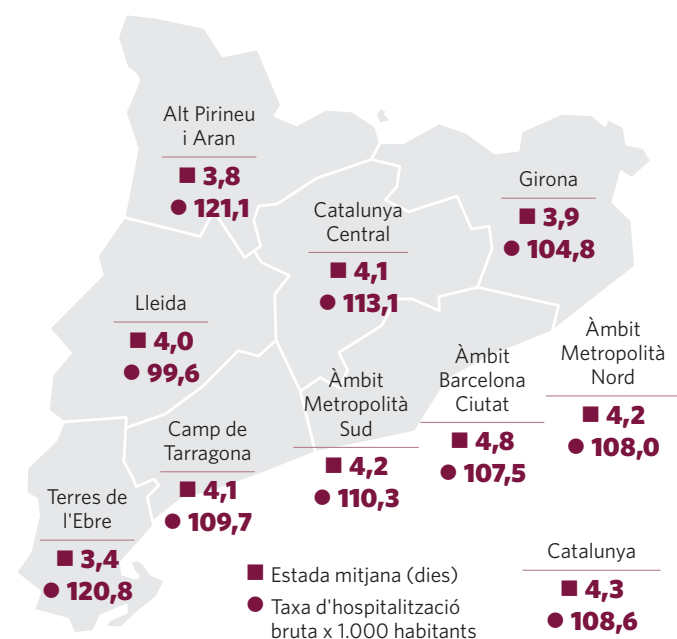 Alt Pirineu
i Aran
3,8
121,1
Catalunya
Central
4,1
113,1
Girona
3,9
104,8
Lleida
4,0
99,6
Àmbit
Metropolità
Nord
4,2
108,0
Àmbit
Barcelona
Ciutat
4,8
107,5
Àmbit
Metropolità
Sud
4,2
110,3
Camp de
Tarragona
4,1
109,7
Terres de
l'Ebre
3,4
120,8
Estada mitjana (dies)
Taxa d'hospitalització
bruta x 1.000 habitants
Catalunya
4,3
108,6